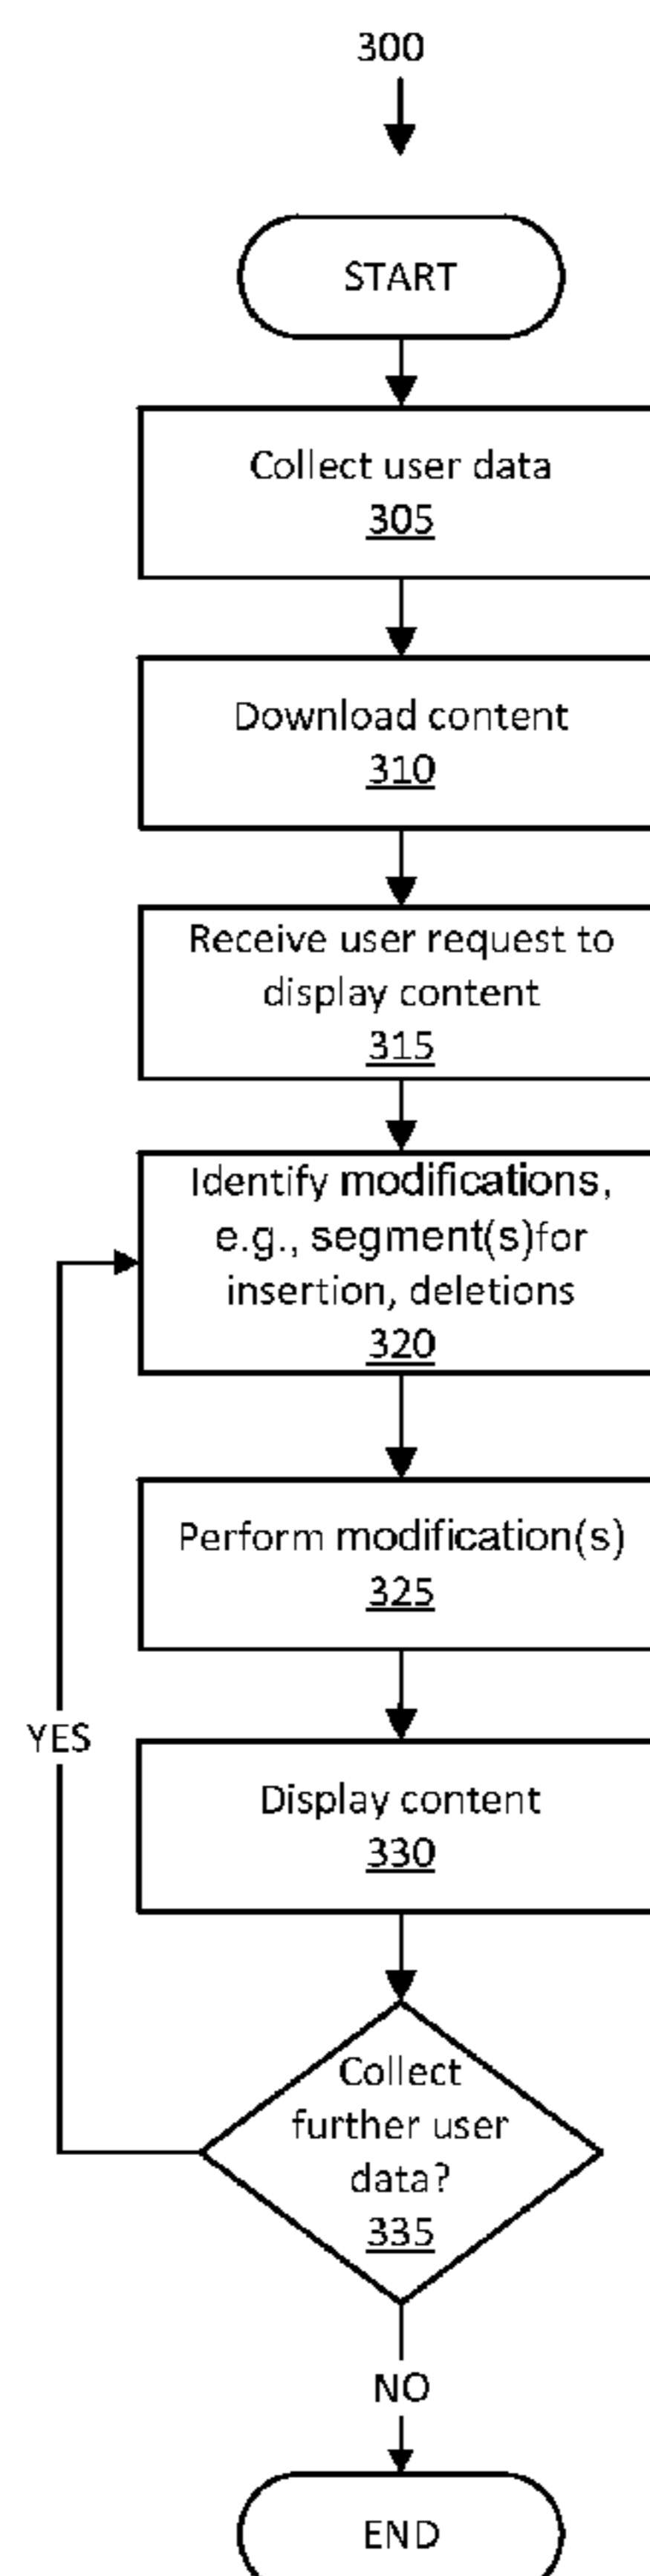 300
START
Collect user data
305
Download content
310
Receive user request to
display content
315
Identify modifications,
e.g., segment(s)for
insertion, deletions
320
Perform modification(s)
325
YES
Display content
330
Collect
further user
data?
335
NO
END